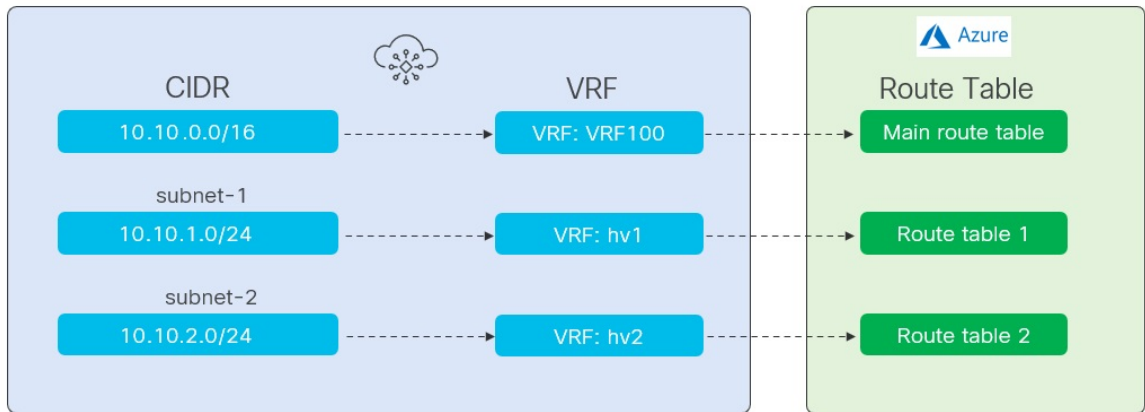 Azure
CIDR
VRF
Route Table
10.10.0.0/16
VRF: VRF100
Main route table
subnet-1
10.10.1.0/24
VRF: hv1
Route table 1
subnet-2
10.10.2.0/24
VRF: hv2
Route table 2